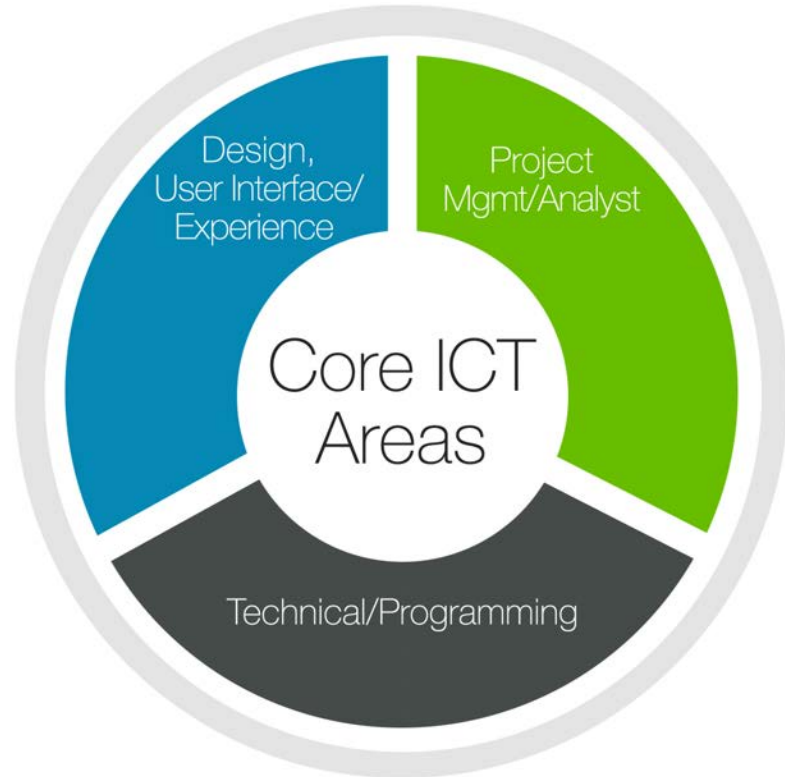 Design,
User Interface/
Experience
Project
Mgmt/Analyst
Core ICT
Areas
Technical/Programming